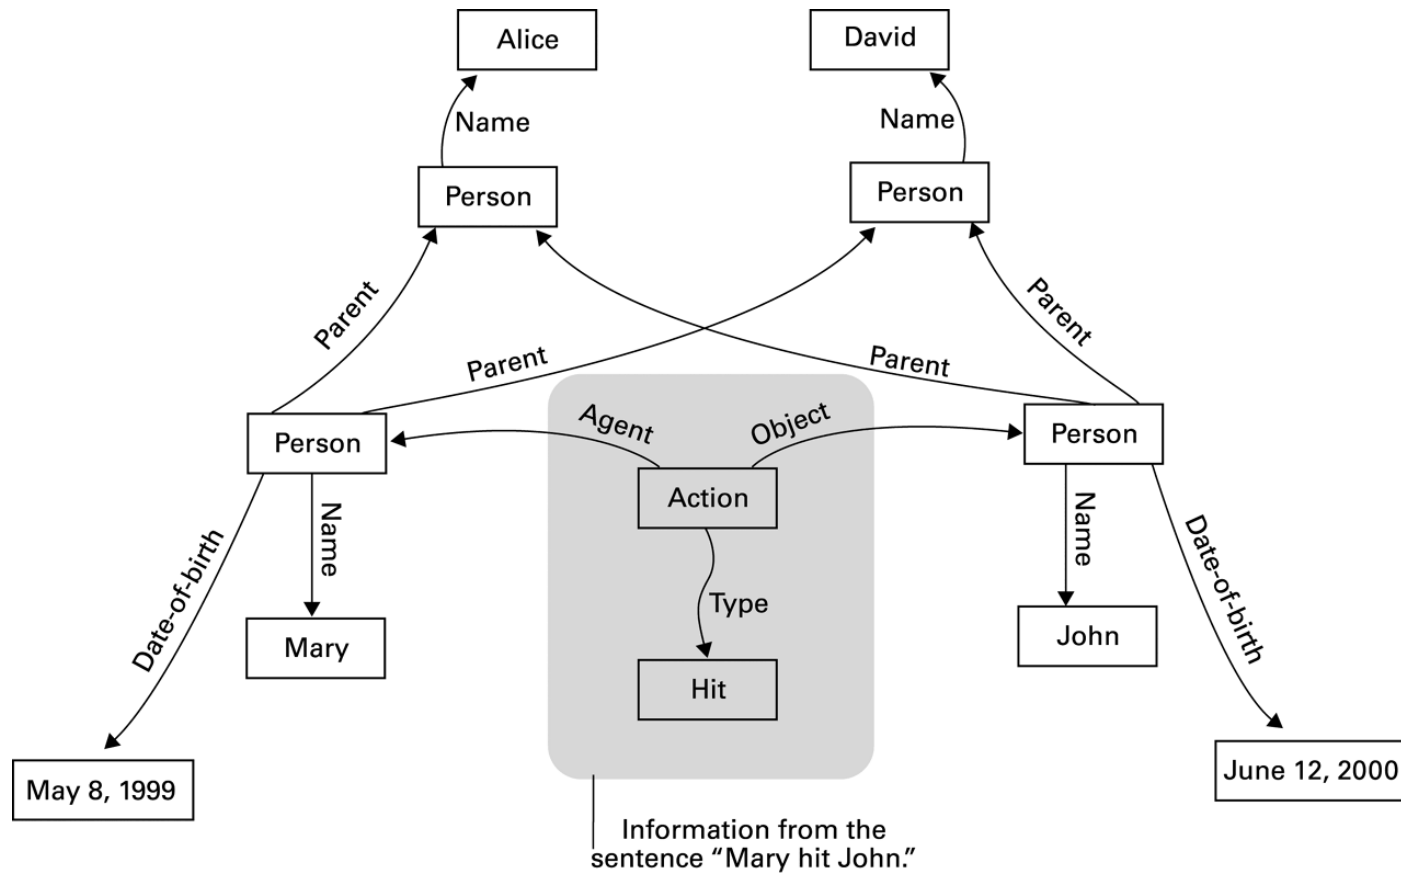 Alice
David
Name
Name
Person
Person
Parent
Parent
Parent
Parent
Agent
Object
Person
Person
Action
Name
Name
Date-of-birth
Date-of-birth
Type
Mary
John
Hit
May 8, 1999
June 12, 2000
Information from the
sentence “Mary hit John.”